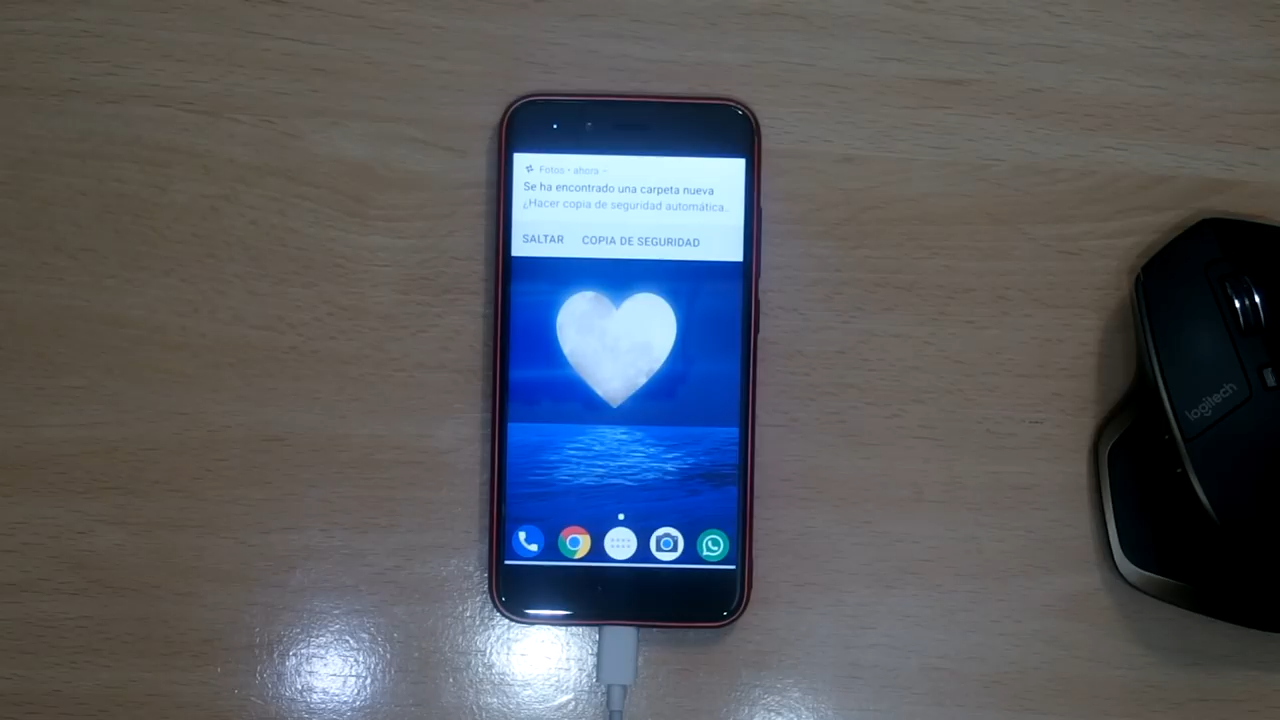 Fotos • ahora
Se ha encontrado una carpeta nueva
¿Hacer copia de seguridad automática..
SALTAR COPIA DE SEGURIDAD
logitech